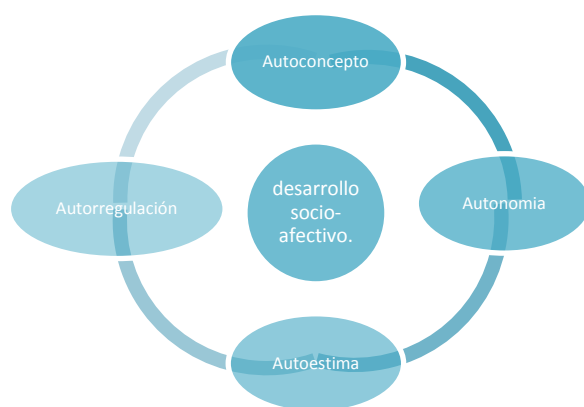 Autoconcepto
Autorregulación
desarrollo
socio-
afectivo.
Autonomia
Autoestima